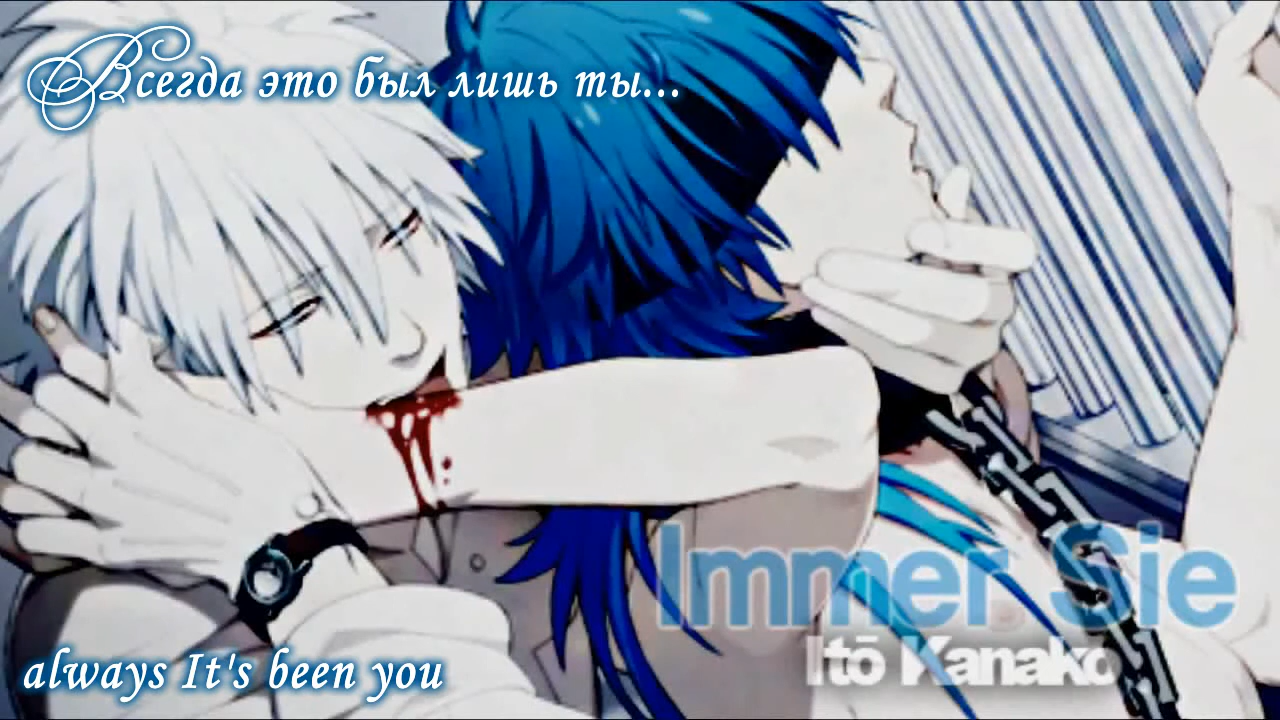 Всегда это был лишь ты...
Immer Sie
Itō Kanako
always It's been you